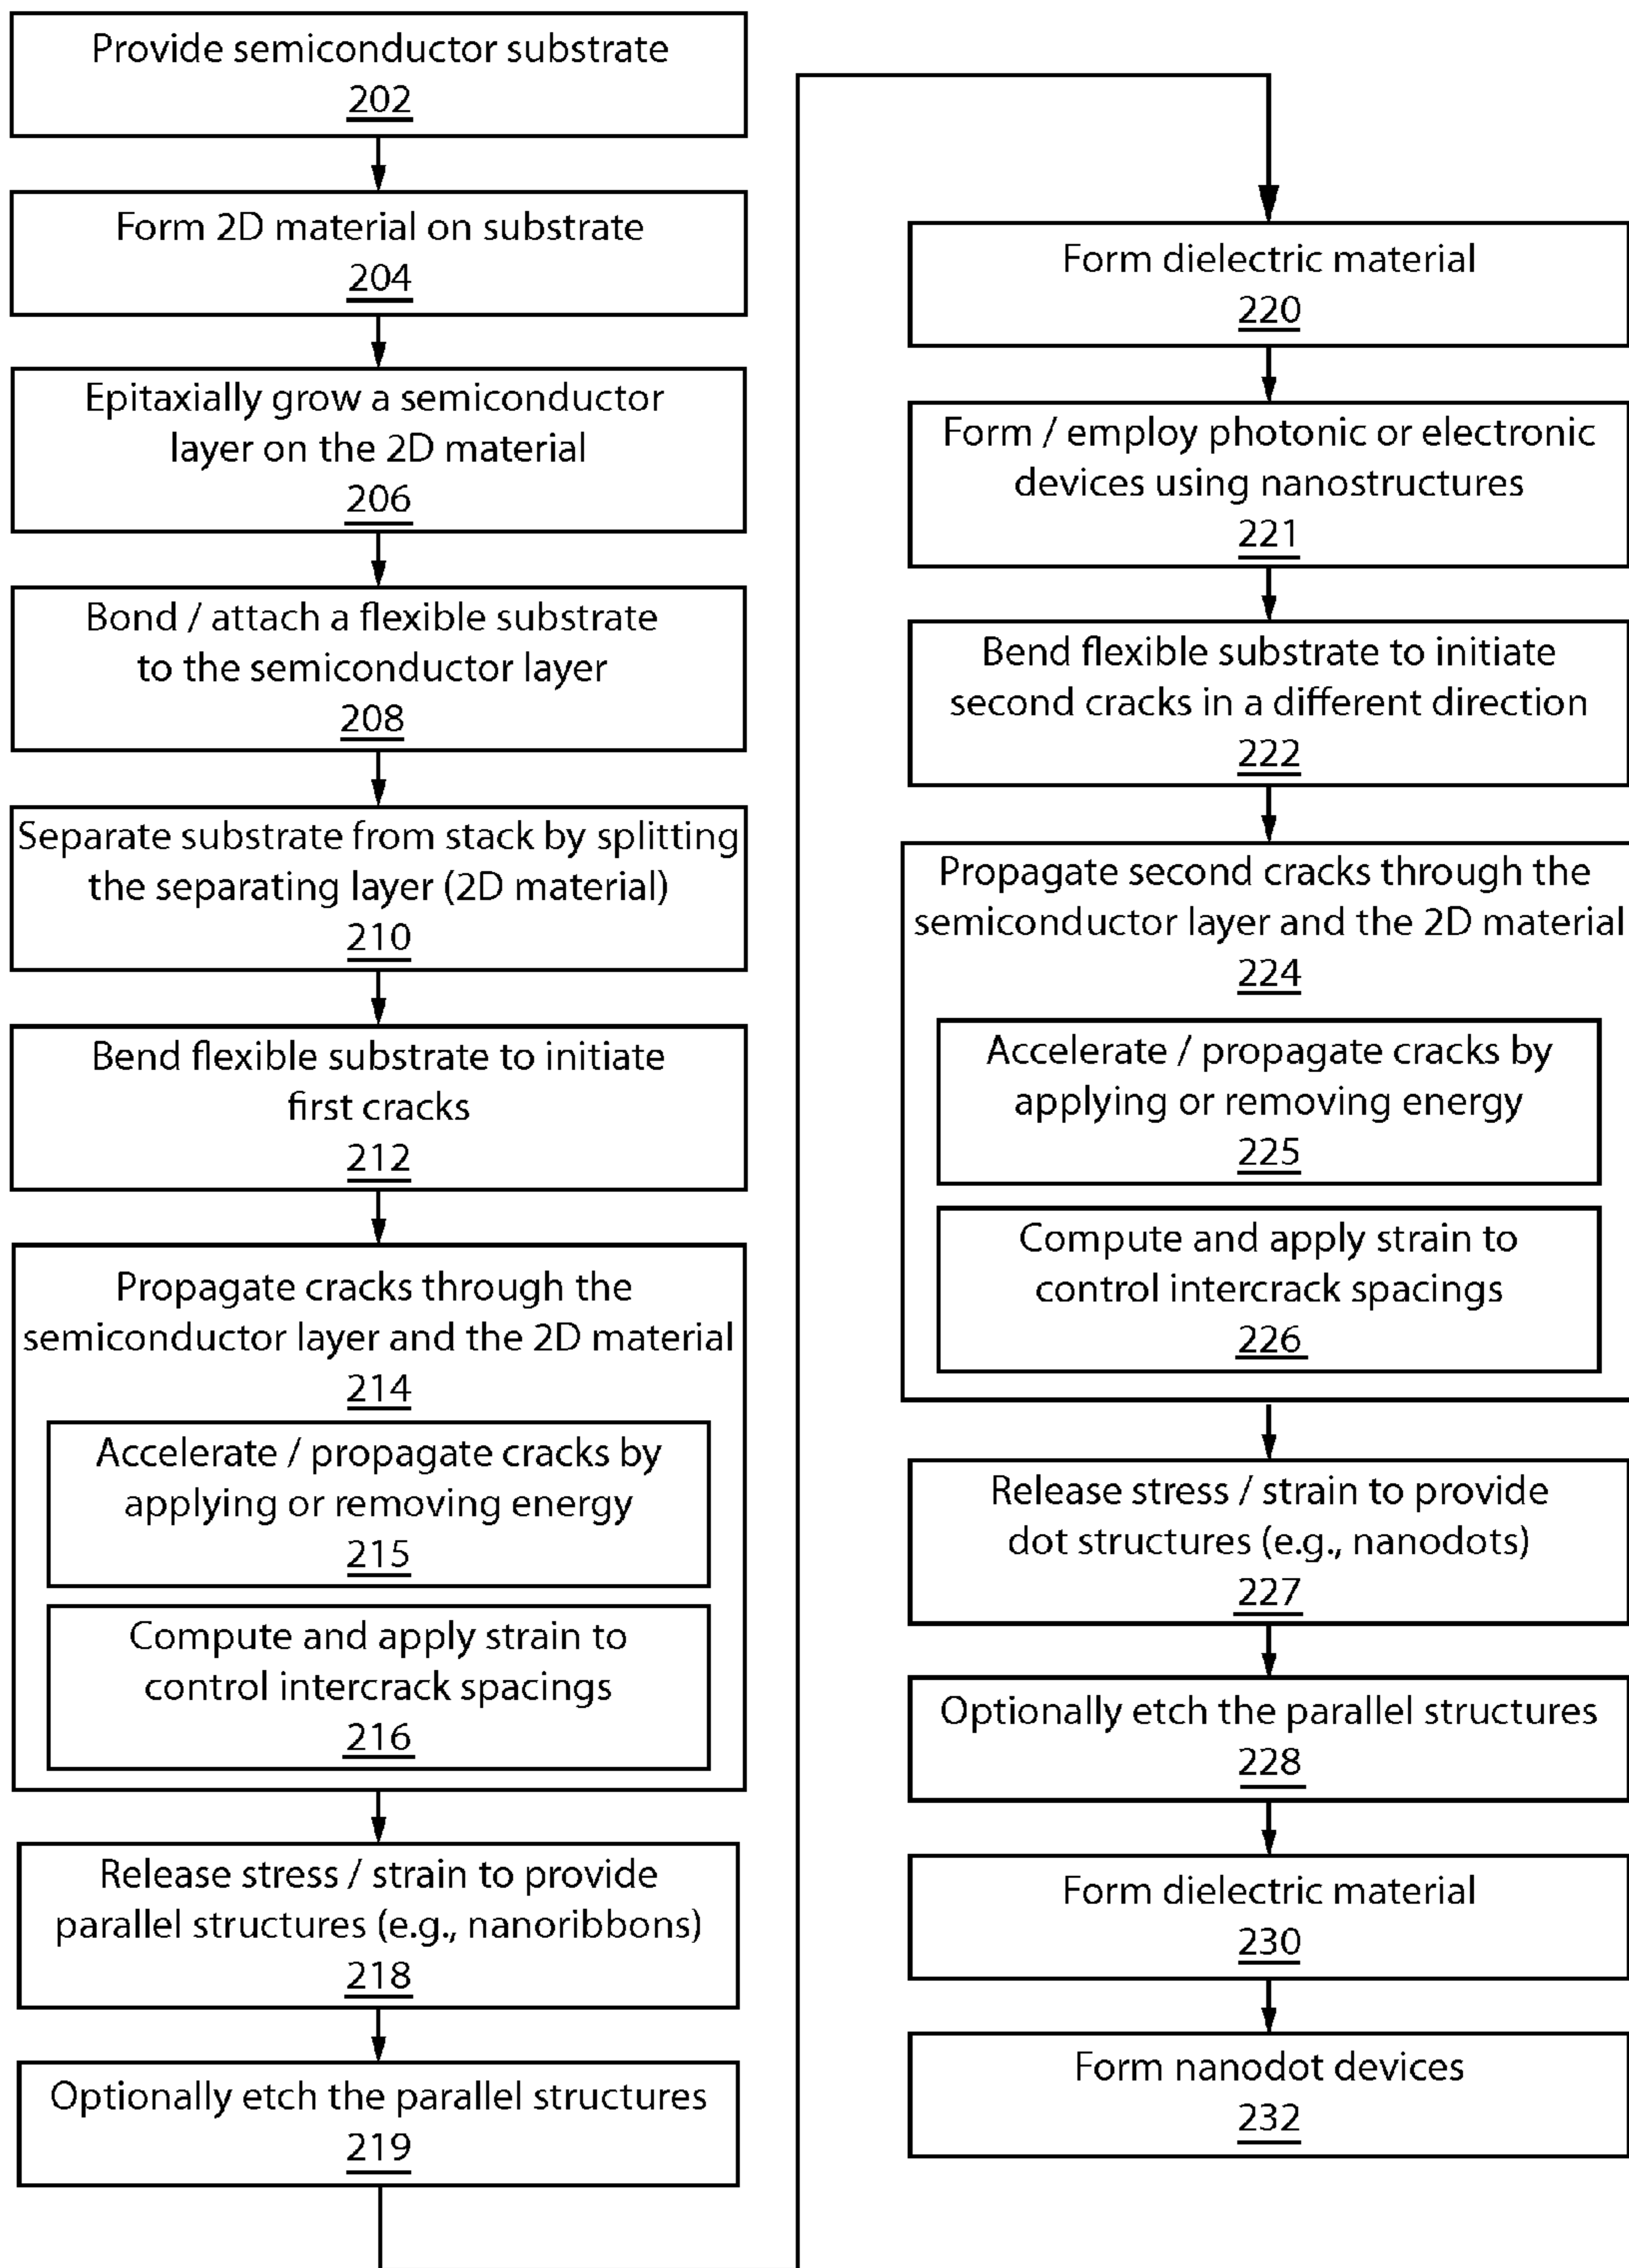 Provide semiconductor substrate
202
Form 2D material on substrate
204
Epitaxially grow a semiconductor
layer on the 2D material
206
Bond / attach a flexible substrate
to the semiconductor layer
208
Separate substrate from stack by splitting
the separating layer (2D material)
210
Bend flexible substrate to initiate
first cracks
212
Propagate cracks through the
semiconductor layer and the 2D material
214
Accelerate / propagate cracks by
applying or removing energy
215
Compute and apply strain to
control intercrack spacings
216
Release stress / strain to provide
parallel structures (e.g., nanoribbons)
218
Optionally etch the parallel structures
219
Form dielectric material
220
Form / employ photonic or electronic
devices using nanostructures
221
Bend flexible substrate to initiate
second cracks in a different direction
222
Propagate second cracks through the
semiconductor layer and the 2D material
224
Accelerate / propagate cracks by
applying or removing energy
225
Compute and apply strain to
control intercrack spacings
226
Release stress / strain to provide
dot structures (e.g., nanodots)
227
Optionally etch the parallel structures
228
Form dielectric material
230
Form nanodot devices
232